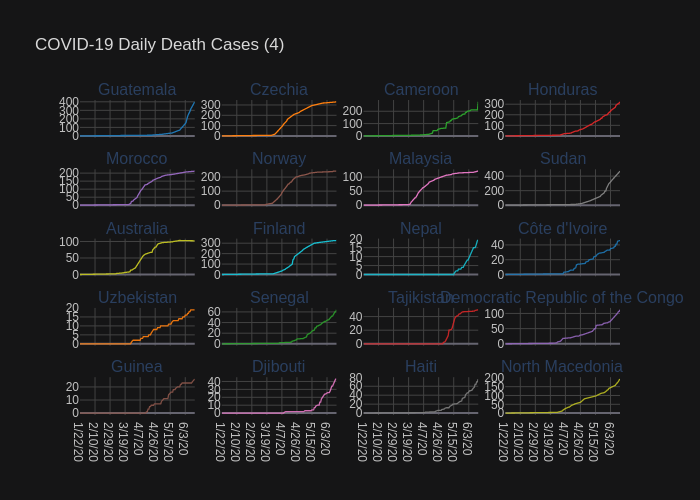 COVID-19 Daily Death Cases (4)
Guatemala Czechia Cameroon Honduras
400 300 200 100 0 300 200 100 0 200 100 0 300 200 100 0
Morocco Norway Malaysia Sudan
200 150 100 50 0 200 100 0 100 50 0 400 200 0
Australia Finland Nepal Côte d'Ivoire
100 50 0 300 200 100 0 20 15 10 5 0 40 20 0
Uzbekistan Senegal Tajikistan Democratic Republic of the Congo
20 15 10 5 0 60 40 20 0 40 20 0 100 50 0
Guinea Djibouti Haiti North Macedonia
20 10 0 40 30 20 10 0 80 60 40 20 0 200 150 100 50 0
1/22/20 2/10/20 2/29/20 3/19/20 4/7/20 4/26/20 5/15/20 6/3/20 1/22/20 2/10/20 2/29/20 3/19/20 4/7/20 4/26/20 5/15/20 6/3/20 1/22/20 2/10/20 2/29/20 3/19/20 4/7/20 4/26/20 5/15/20 6/3/20 1/22/20 2/10/20 2/29/20 3/19/20 4/7/20 4/26/20 5/15/20 6/3/20